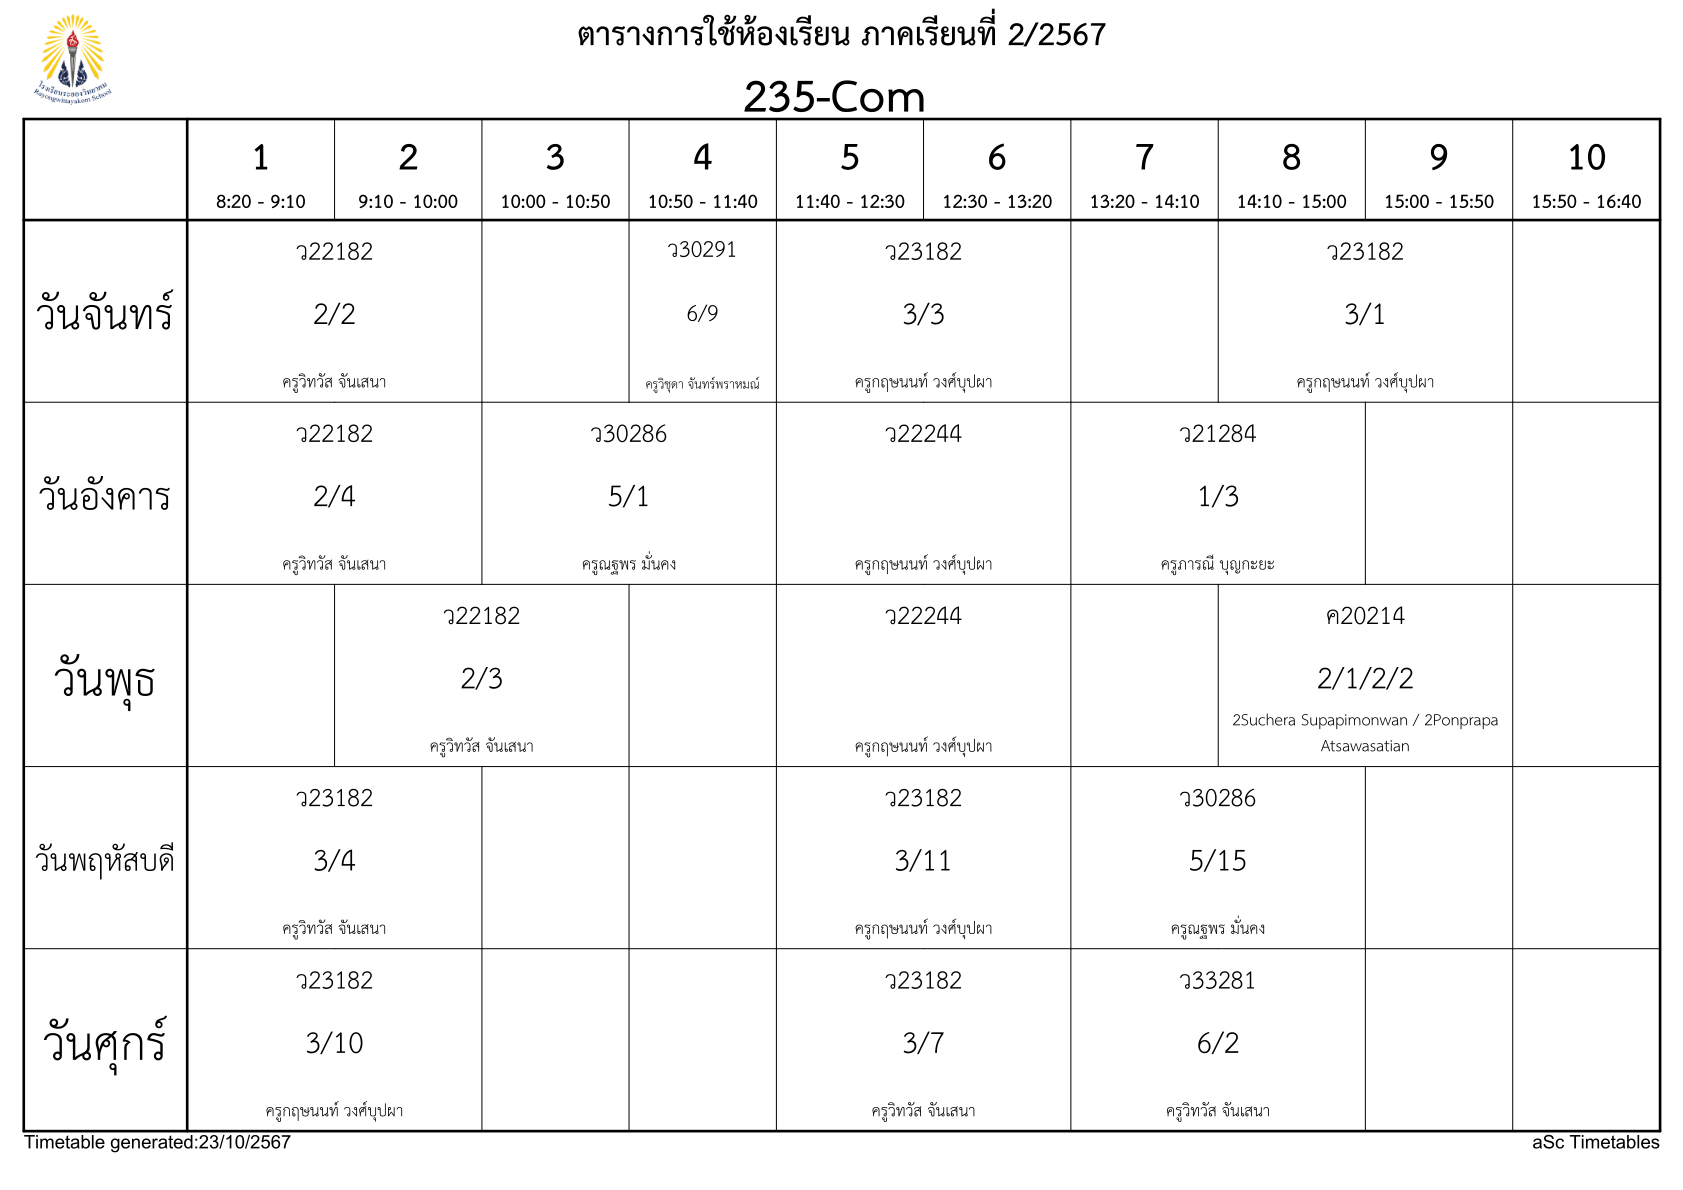 ตารางการใช้ห้องเรียน ภาคเรียนที่ 2/2567
โรงเรียนระยองวิทยาคม
Rayongwittayakom School
235-Com
1 2 3 4 5 6 7 8 9 10
8:20 - 9:10 9:10 - 10:00 10:00 - 10:50 10:50 - 11:40 11:40 - 12:30 12:30 - 13:20 13:20 - 14:10 14:10 - 15:00 15:00 - 15:50 15:50 - 16:40
วันจันทร์
ว22182
2/2
ครูวิทวัส จันเสนา
ว30291
6/9
ครูวิชุดา จันทร์พราหมณ์
ว23182
3/3
ครูกฤษนนท์ วงศ์บุปผา
ว23182
3/1
ครูกฤษนนท์ วงศ์บุปผา
วันอังคาร
ว22182
2/4
ครูวิทวัส จันเสนา
ว30286
5/1
ครูณฐพร มั่นคง
ว22244
ครูกฤษนนท์ วงศ์บุปผา
ว21284
1/3
ครูภารณี บุญกะยะ
วันพุธ
ว22182
2/3
ครูวิทวัส จันเสนา
ว22244
ครูกฤษนนท์ วงศ์บุปผา
ค20214
2/1/2/2
2Suchera Supapimonwan / 2Ponprapa
Atsawasatian
วันพฤหัสบดี
ว23182
3/4
ครูวิทวัส จันเสนา
ว23182
3/11
ครูกฤษนนท์ วงศ์บุปผา
ว30286
5/15
ครูณฐพร มั่นคง
วันศุกร์
ว23182
3/10
ครูกฤษนนท์ วงศ์บุปผา
ว23182
3/7
ครูวิทวัส จันเสนา
ว33281
6/2
ครูวิทวัส จันเสนา
Timetable generated:23/10/2567
aSc Timetables